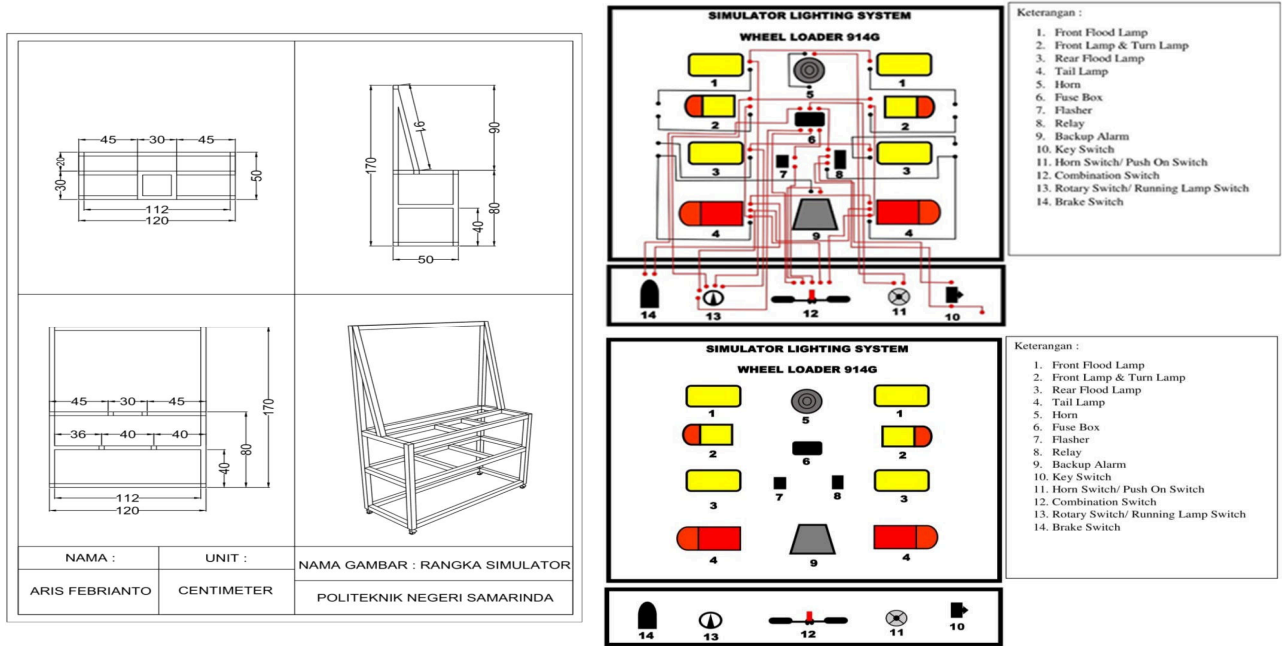 45 30 45
20
30
50
112
120
170
91
90
80
40
50
45 30 45
36 40 40
170
80
40
112
120
NAMA :
UNIT :
NAMA GAMBAR : RANGKA SIMULATOR
ARIS FEBRIANTO
CENTIMETER
POLITEKNIK NEGERI SAMARINDA
SIMULATOR LIGHTING SYSTEM
WHEEL LOADER 914G
1
5
1
2
6
2
3
7
8
3
4
9
4
14
13
12
11
10
Keterangan :
1. Front Flood Lamp
2. Front Lamp & Turn Lamp
3. Rear Flood Lamp
4. Tail Lamp
5. Horn
6. Fuse Box
7. Flasher
8. Relay
9. Backup Alarm
10. Key Switch
11. Horn Switch/ Push On Switch
12. Combination Switch
13. Rotary Switch/ Running Lamp Switch
14. Brake Switch
SIMULATOR LIGHTING SYSTEM
WHEEL LOADER 914G
1
5
1
2
6
2
3
7
8
3
4
9
4
14
13
12
11
10
Keterangan :
1. Front Flood Lamp
2. Front Lamp & Turn Lamp
3. Rear Flood Lamp
4. Tail Lamp
5. Horn
6. Fuse Box
7. Flasher
8. Relay
9. Backup Alarm
10. Key Switch
11. Horn Switch/ Push On Switch
12. Combination Switch
13. Rotary Switch/ Running Lamp Switch
14. Brake Switch